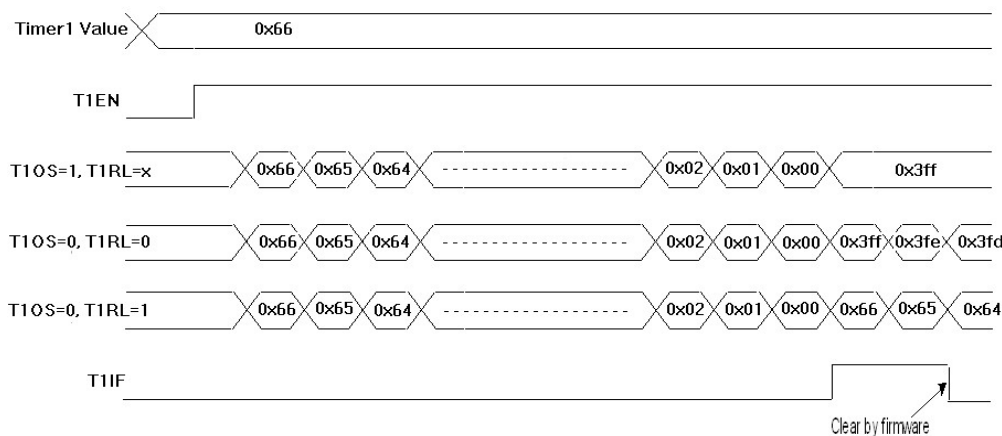 Timer1 Value 0x66
T1EN
T1OS=1, T1RL=x 0x66 0x65 0x64 0x02 0x01 0x00 0x3ff
T1OS=0, T1RL=0 0x66 0x65 0x64 0x02 0x01 0x00 0x3ff 0x3fe 0x3fd
T1OS=0, T1RL=1 0x66 0x65 0x64 0x02 0x01 0x00 0x66 0x65 0x64
T1IF
Clear by firmware